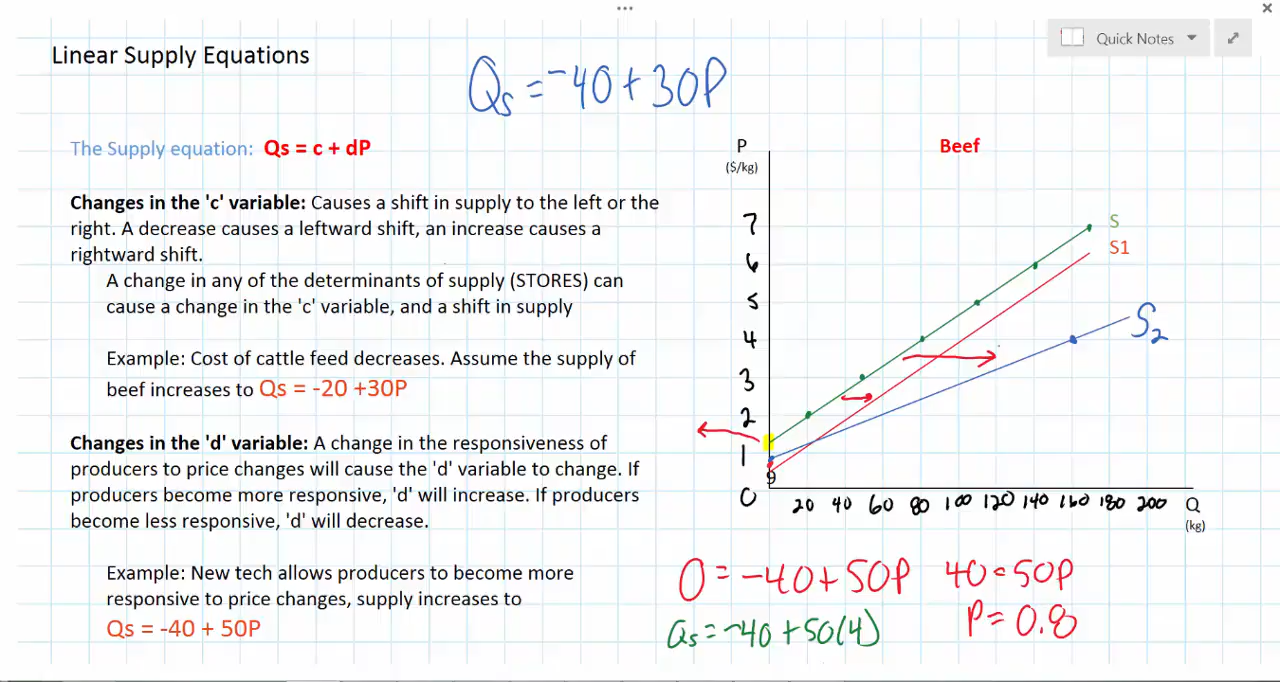 Quick Notes
Linear Supply Equations
Qs = -40 + 30P
The Supply equation: Qs = c + dP
Changes in the 'c' variable: Causes a shift in supply to the left or the
right. A decrease causes a leftward shift, an increase causes a
rightward shift.
A change in any of the determinants of supply (STORES) can
cause a change in the 'c' variable, and a shift in supply
Example: Cost of cattle feed decreases. Assume the supply of
beef increases to Qs = -20 +30P
Changes in the 'd' variable: A change in the responsiveness of
producers to price changes will cause the 'd' variable to change. If
producers become more responsive, 'd' will increase. If producers
become less responsive, 'd' will decrease.
Example: New tech allows producers to become more
responsive to price changes, supply increases to
Qs = -40 + 50P
P
($/kg)
Beef
7
6
5
4
3
2
1
0
S
S1
S2
20 40 60 80 100 120 140 160 180 200 Q
(kg)
0 = -40 + 50P 40 = 50P
Qs = -40 + 50(4) P = 0.8